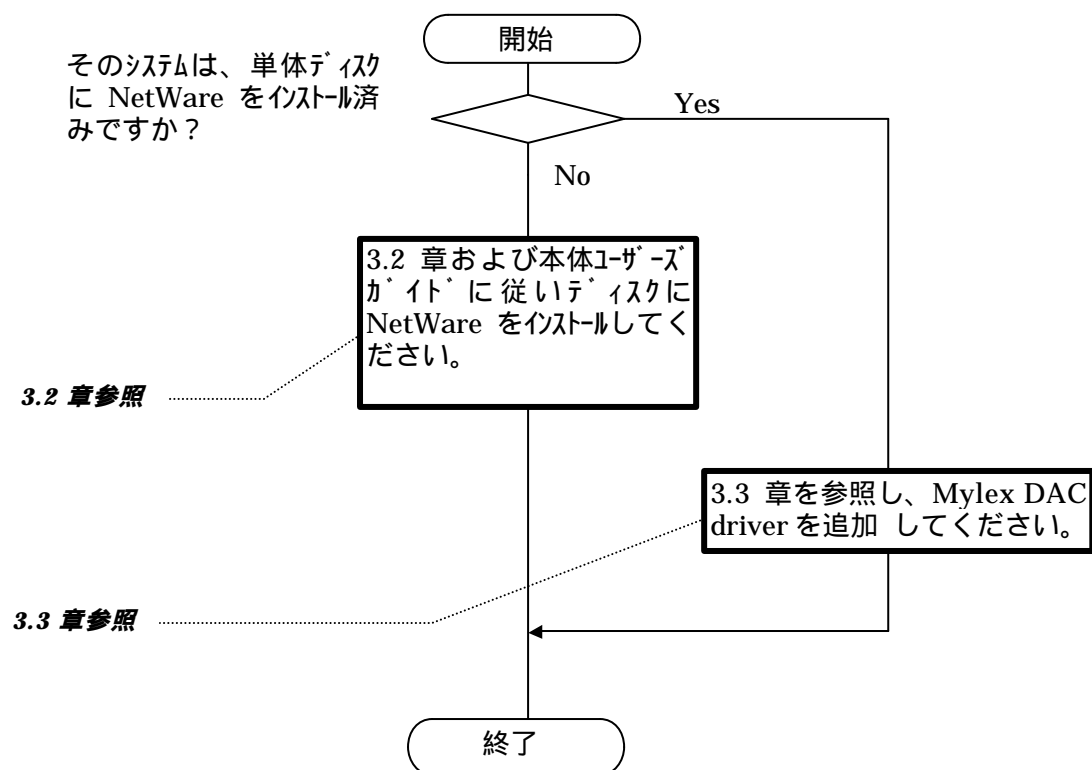 開始
そのｼｽﾃﾑは、単体ﾃﾞｨｽｸ
に NetWare をｲﾝｽﾄｰﾙ済
みですか？
Yes
No
3.2 章および本体ﾕｰｻﾞｰｽﾞ
ｶﾞｲﾄﾞに従いﾃﾞｨｽｸに
NetWare をｲﾝｽﾄｰﾙしてく
ださい。
3.2 章参照
3.3 章を参照し、Mylex DAC
driver を追加 してください。
3.3 章参照
終了